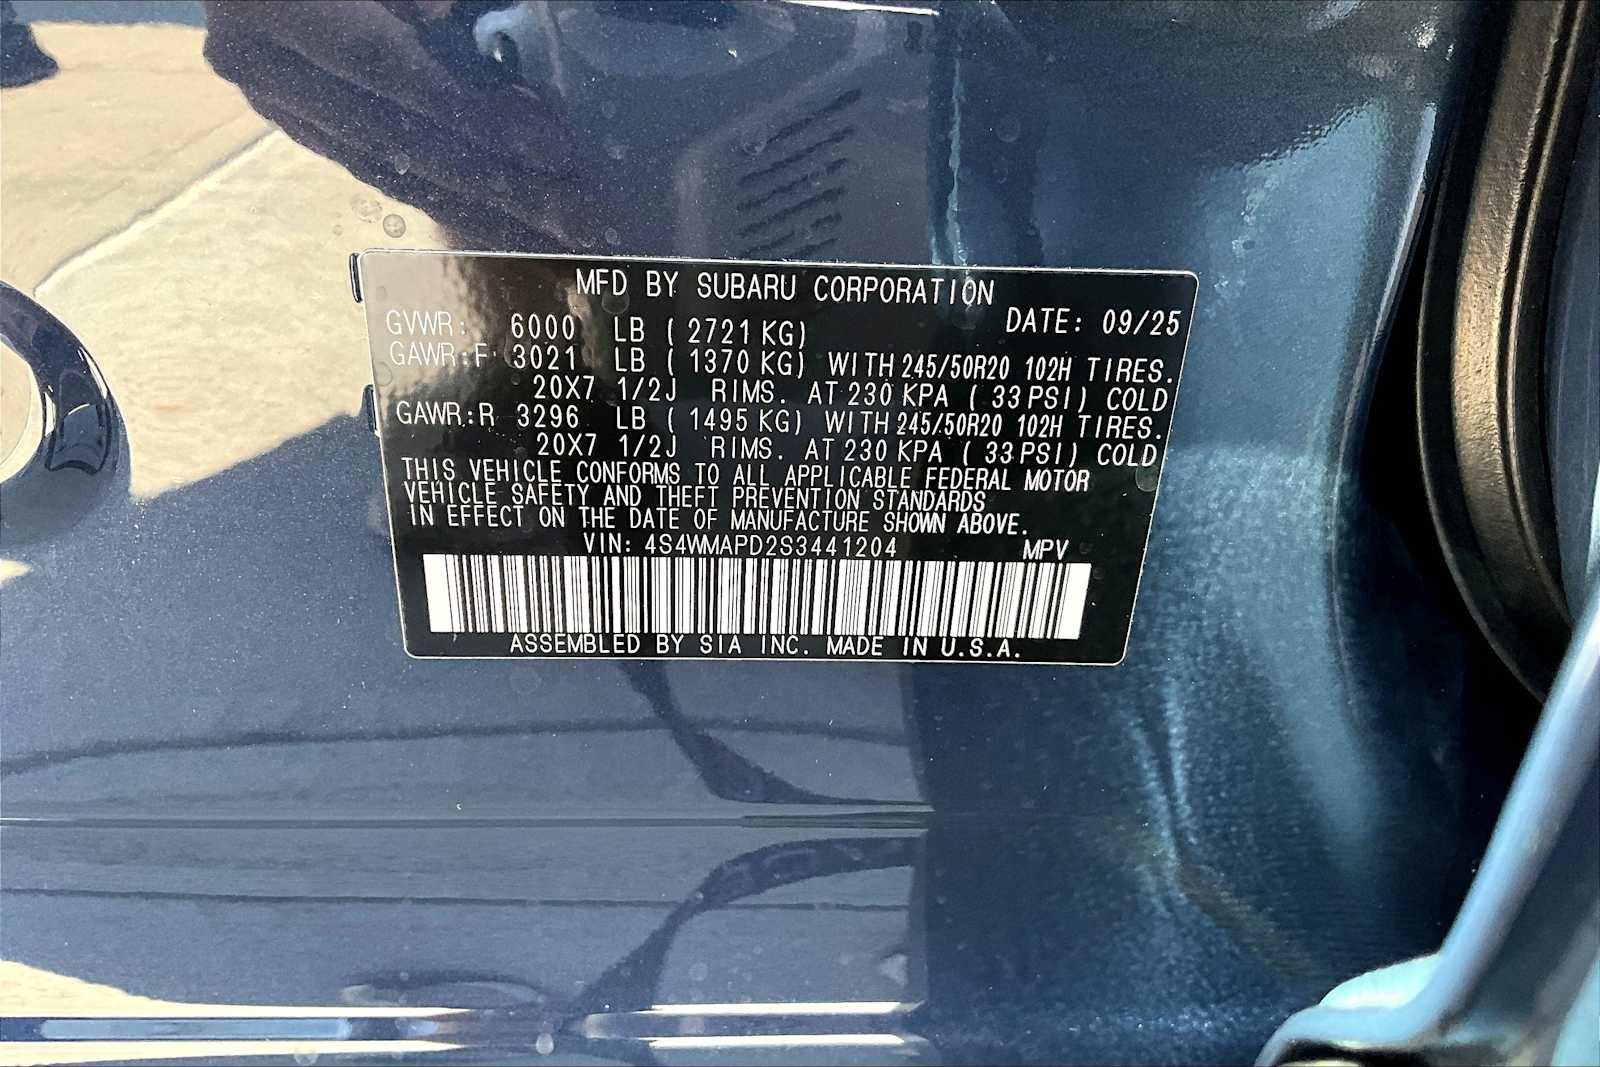 MFD BY SUBARU CORPORATION
GVWR: 6000 LB ( 2721 KG) DATE: 09/25
GAWR:F 3021 LB ( 1370 KG) WITH 245/50R20 102H TIRES.
20X7 1/2J RIMS. AT 230 KPA ( 33 PSI) COLD
GAWR:R 3296 LB ( 1495 KG) WITH 245/50R20 102H TIRES.
20X7 1/2J RIMS. AT 230 KPA ( 33 PSI) COLD
THIS VEHICLE CONFORMS TO ALL APPLICABLE FEDERAL MOTOR
VEHICLE SAFETY AND THEFT PREVENTION STANDARDS
IN EFFECT ON THE DATE OF MANUFACTURE SHOWN ABOVE.
VIN: 4S4WMAPD2S3441204 MPV
ASSEMBLED BY SIA INC. MADE IN U.S.A.